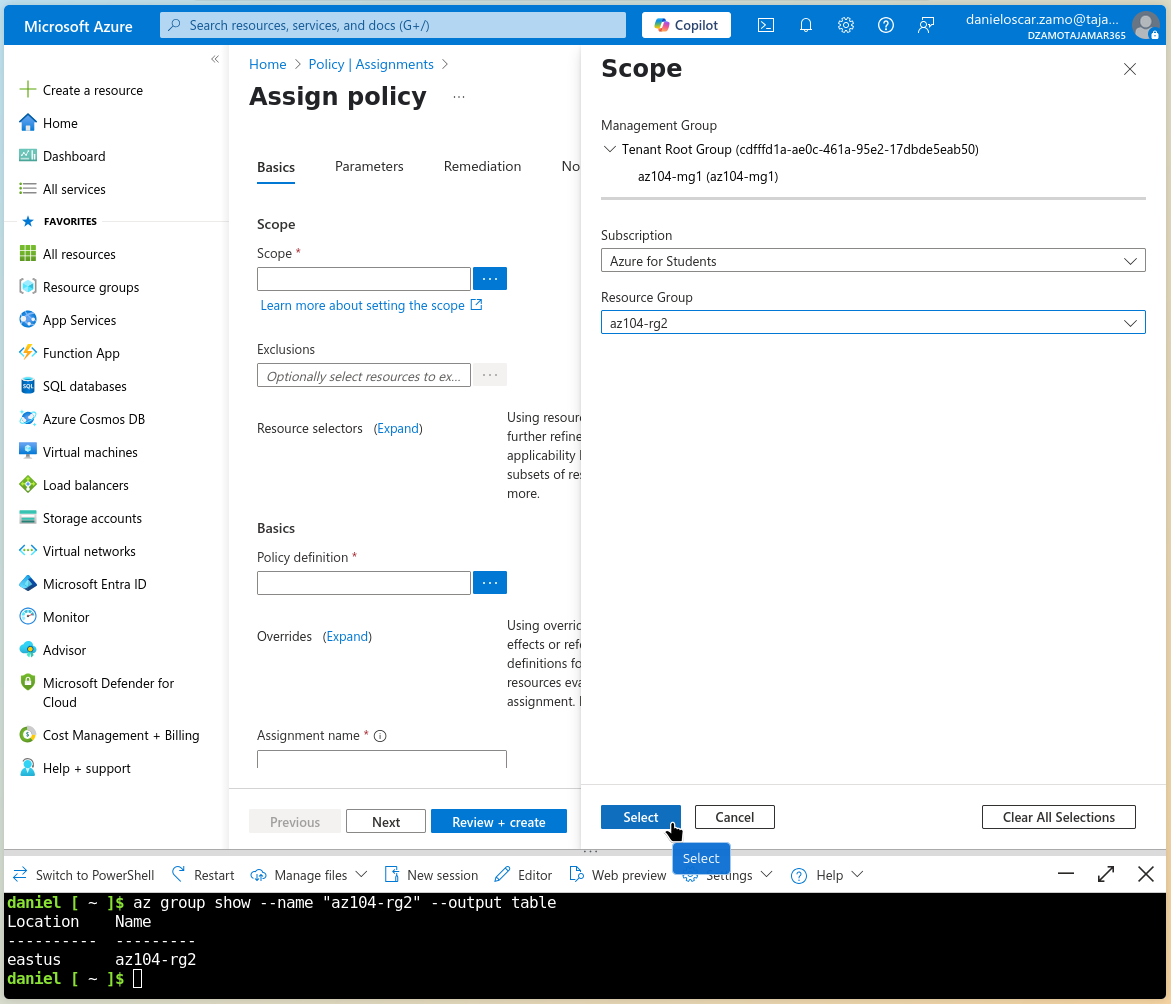 Microsoft Azure
Search resources, services, and docs (G+/)
Copilot
danieloscar.zamo@taja...
DZAMOTAJAMAR365
Create a resource
Home
Dashboard
All services
FAVORITES
All resources
Resource groups
App Services
Function App
SQL databases
Azure Cosmos DB
Virtual machines
Load balancers
Storage accounts
Virtual networks
Microsoft Entra ID
Monitor
Advisor
Microsoft Defender for
Cloud
Cost Management + Billing
Help + support
Home > Policy | Assignments >
Assign policy ...
Basics Parameters Remediation No
Scope
Scope *
...
Learn more about setting the scope
Exclusions
Optionally select resources to ex...
...
Resource selectors (Expand)
Using resour
further refine
applicability
subsets of re
more.
Basics
Policy definition *
...
Overrides (Expand)
Using overri
effects or ref
definitions fo
resources eva
assignment.
Assignment name *
Previous Next Review + create
Scope
Management Group
Tenant Root Group (cdfffd1a-ae0c-461a-95e2-17dbde5eab50)
az104-mg1 (az104-mg1)
Subscription
Azure for Students
Resource Group
az104-rg2
Select Cancel Clear All Selections
Select
Switch to PowerShell Restart Manage files New session Editor Web preview Settings Help
daniel [ ~ ]$ az group show --name "az104-rg2" --output table
Location    Name
----------  ---------
eastus      az104-rg2
daniel [ ~ ]$